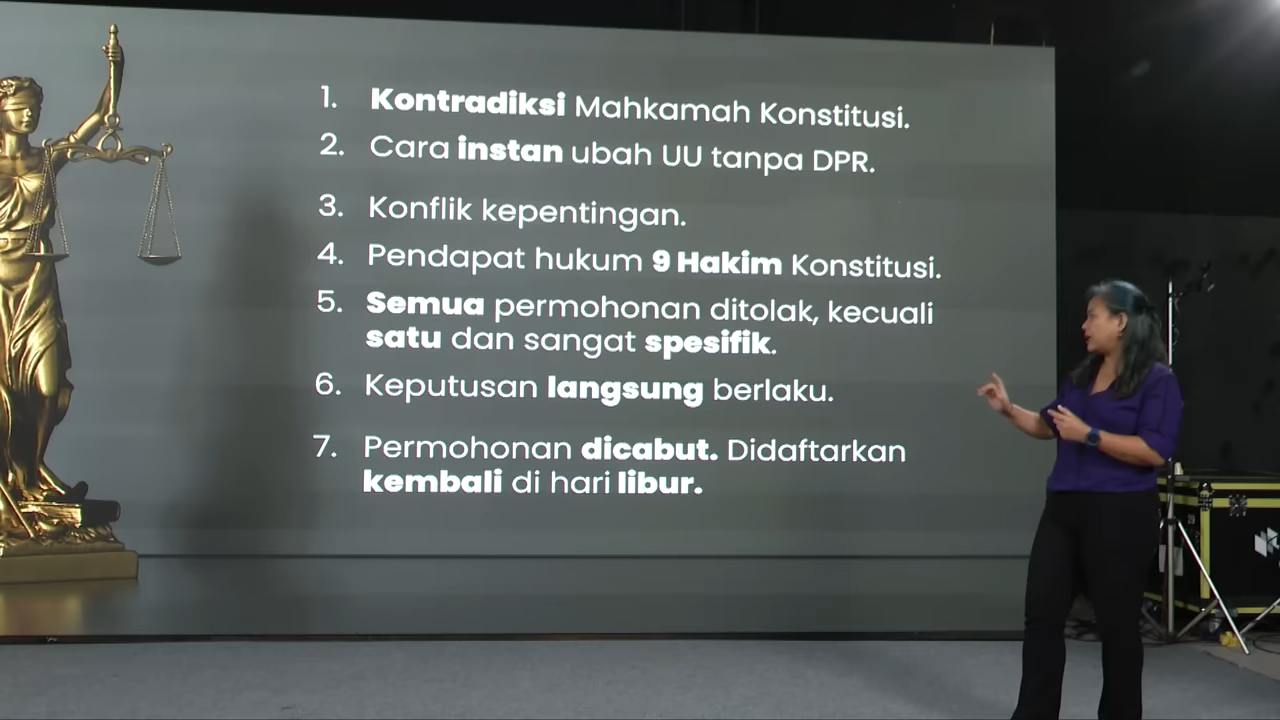 1. Kontradiksi Mahkamah Konstitusi.
2. Cara instan ubah UU tanpa DPR.
3. Konflik kepentingan.
4. Pendapat hukum 9 Hakim Konstitusi.
5. Semua permohonan ditolak, kecuali
satu dan sangat spesifik.
6. Keputusan langsung berlaku.
7. Permohonan dicabut. Didaftarkan
kembali di hari libur.